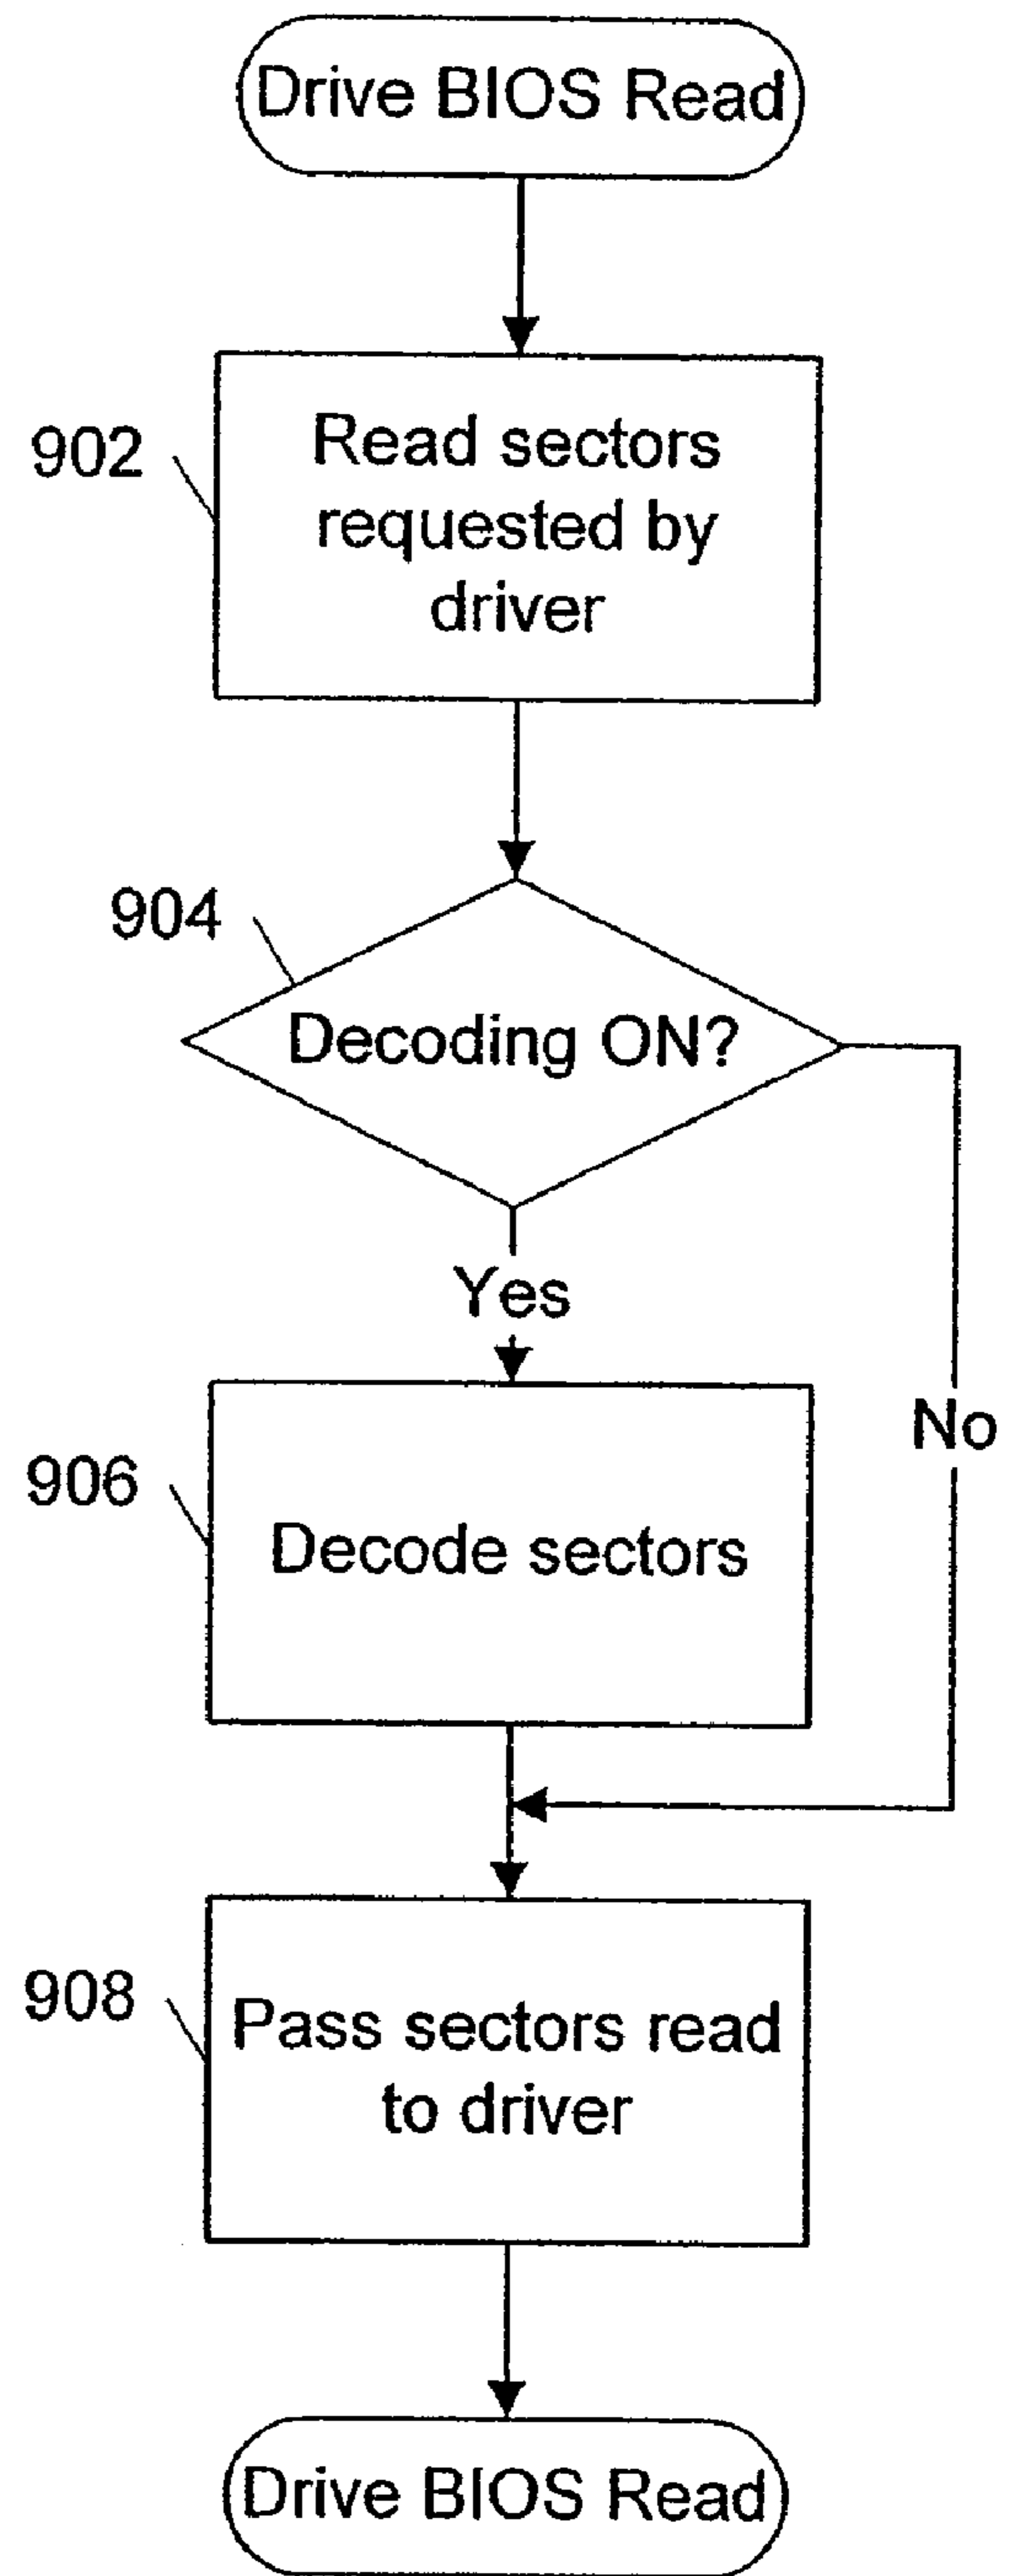 Drive BIOS Read
902
Read sectors
requested by
driver
904
Decoding ON?
Yes
No
906
Decode sectors
908
Pass sectors read
to driver
Drive BIOS Read